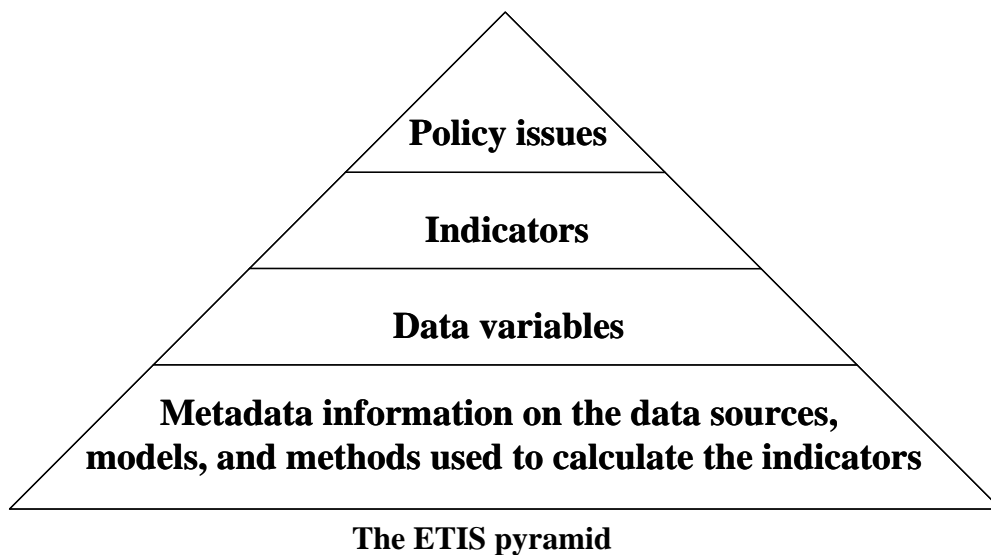 Policy issues
Indicators
Data variables
Metadata information on the data sources,
models, and methods used to calculate the indicators
The ETIS pyramid